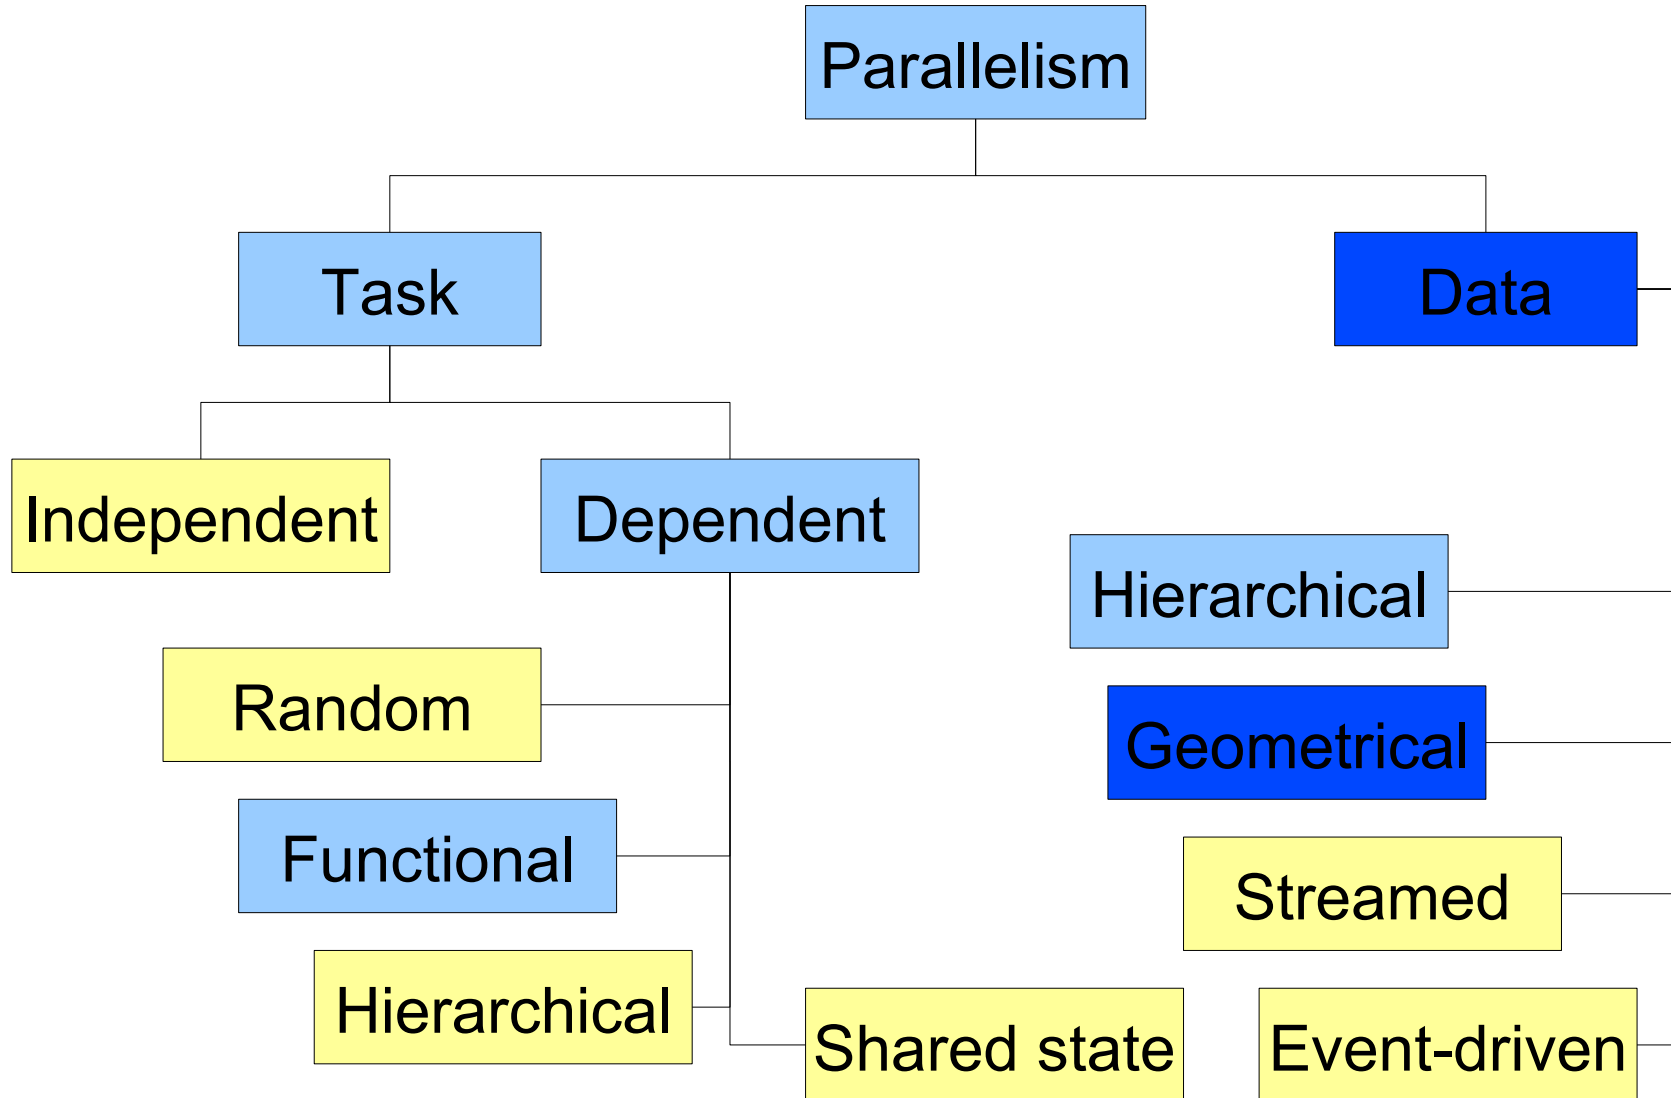 Parallelism
Task
Data
Independent
Dependent
Hierarchical
Random
Geometrical
Functional
Streamed
Hierarchical
Shared state
Event-driven